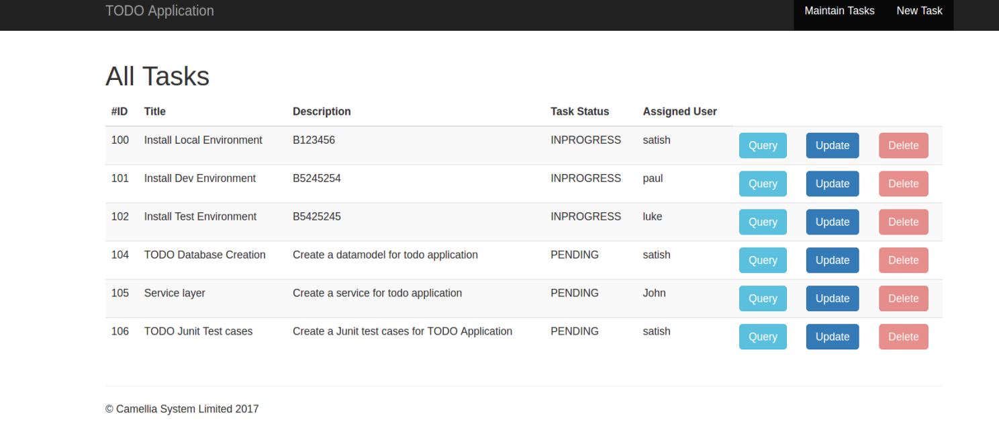 TODO Application Maintain Tasks New Task
All Tasks
#ID Title Description Task Status Assigned User
100 Install Local Environment B123456 INPROGRESS satish Query Update Delete
101 Install Dev Environment B5245254 INPROGRESS paul Query Update Delete
102 Install Test Environment B5425245 INPROGRESS luke Query Update Delete
104 TODO Database Creation Create a datamodel for todo application PENDING satish Query Update Delete
105 Service layer Create a service for todo application PENDING John Query Update Delete
106 TODO Junit Test cases Create a Junit test cases for TODO Application PENDING satish Query Update Delete
© Camellia System Limited 2017